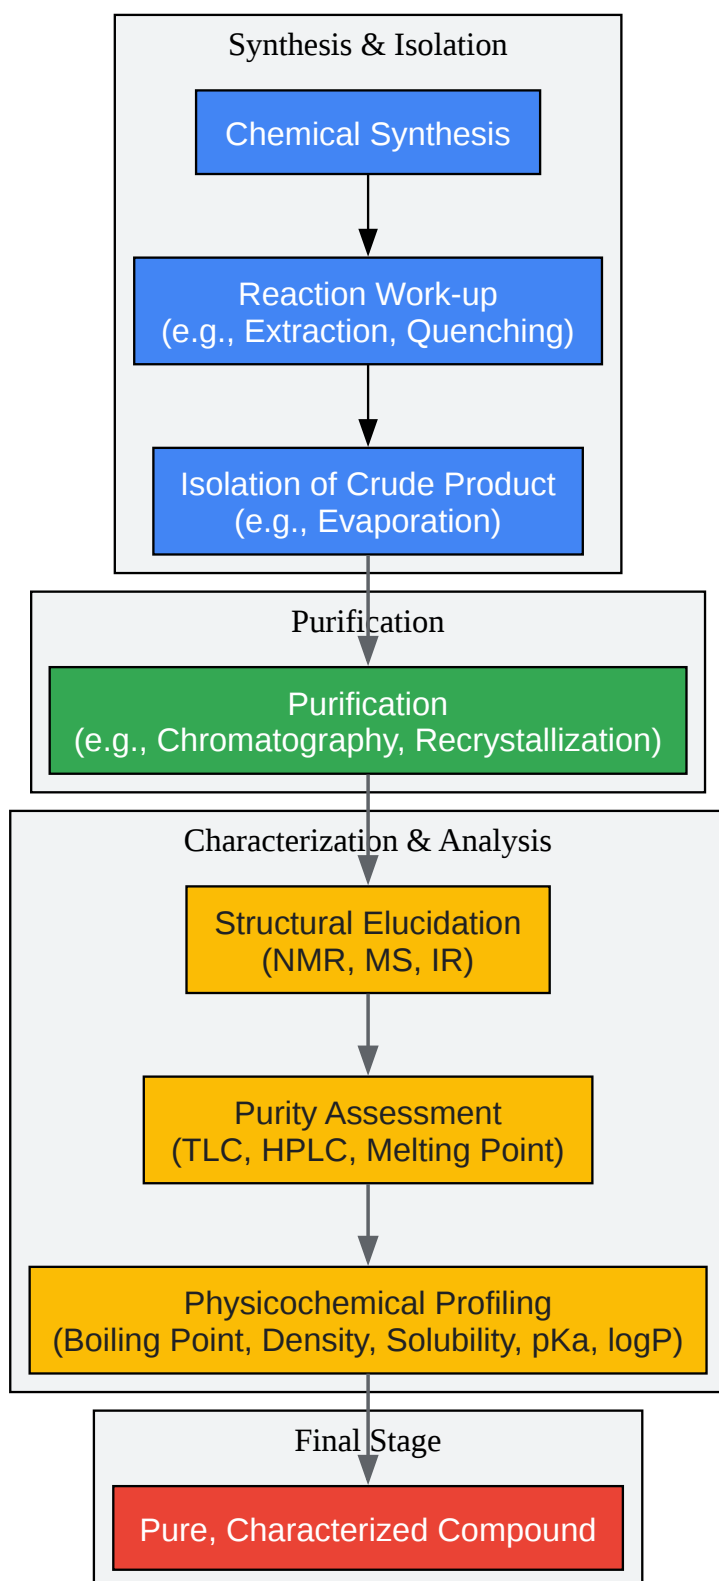 Synthesis & Isolation
Chemical Synthesis
Reaction Work-up
(e.g., Extraction, Quenching)
Isolation of Crude Product
(e.g., Evaporation)
Purification
Purification
(e.g., Chromatography, Recrystallization)
Characterization & Analysis
Structural Elucidation
(NMR, MS, IR)
Purity Assessment
(TLC, HPLC, Melting Point)
Physicochemical Profiling
(Boiling Point, Density, Solubility, pKa, logP)
Final Stage
Pure, Characterized Compound